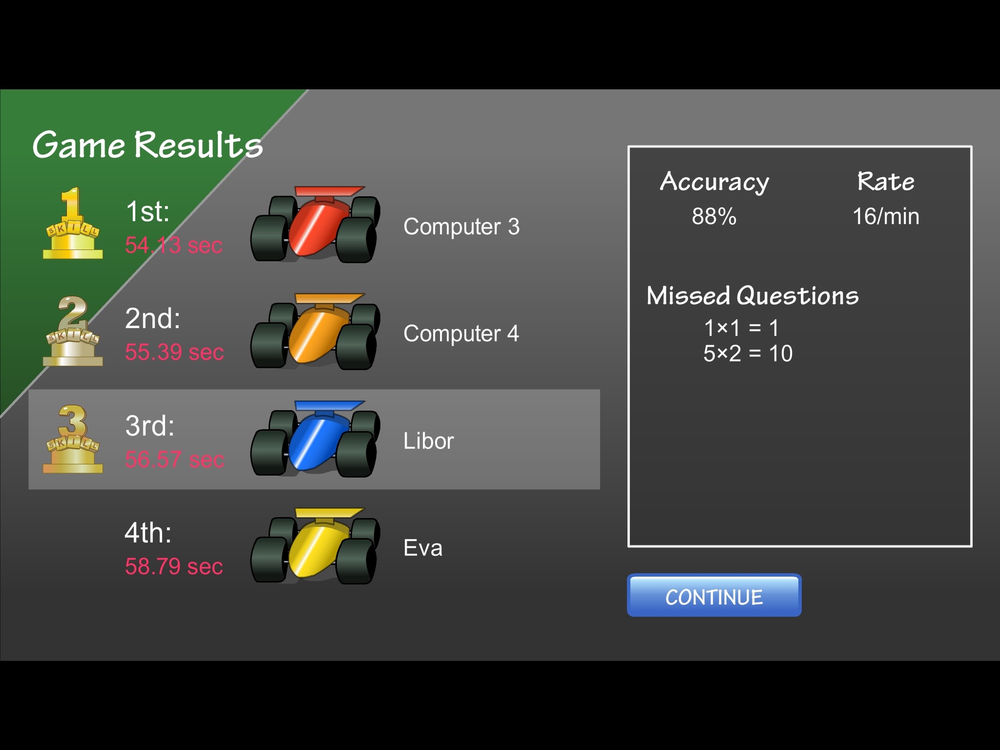 Game Results
1
SKILL
1st:
54.13 sec
Computer 3
2
SKILL
2nd:
55.39 sec
Computer 4
3
SKILL
3rd:
56.57 sec
Libor
4th:
58.79 sec
Eva
Accuracy Rate
88% 16/min
Missed Questions
1×1 = 1
5×2 = 10
CONTINUE